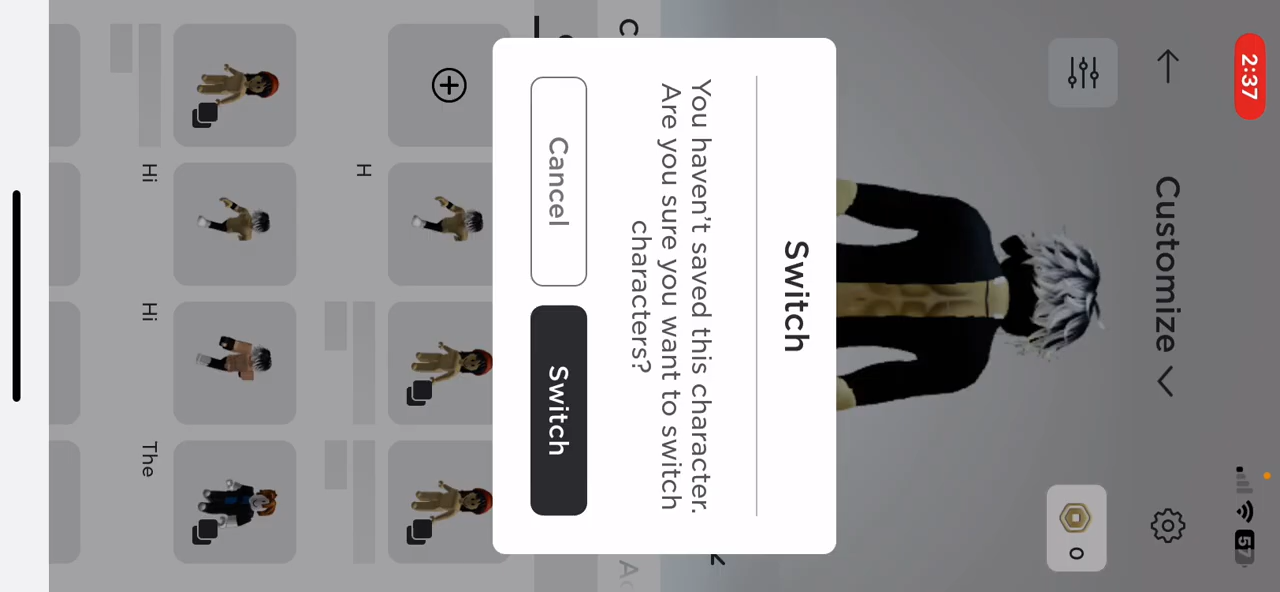 2:37
57
Customize
0
Switch
You haven't saved this character.
Are you sure you want to switch
characters?
Cancel
Switch
H
Hi
Hi
The